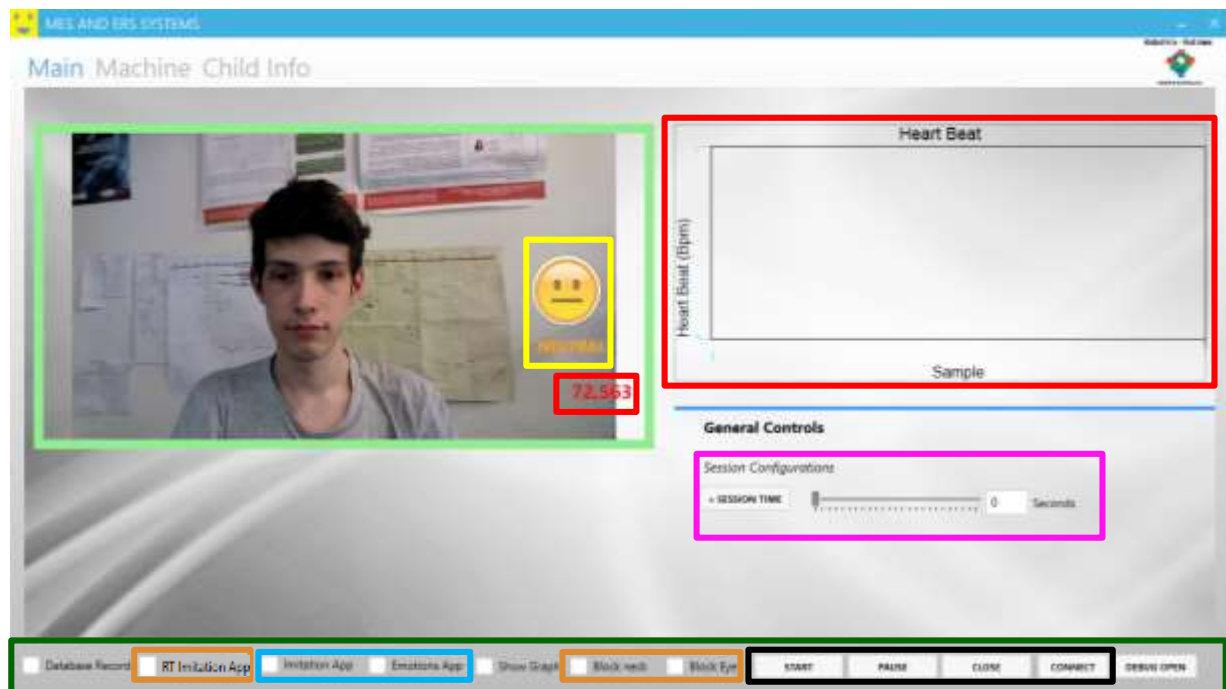 MES AND ERS SYSTEMS
Main Machine Child Info
Heart Beat
Heart Beat (Bpm)
Sample
NEUTRAL
72,563
General Controls
Session Configurations
+ SESSION TIME 0 Seconds
Database Record RT Imitation App Imitation App Emotions App Show Graph Block neck Block Eye START PAUSE CLOSE CONNECT DEBUG OPEN